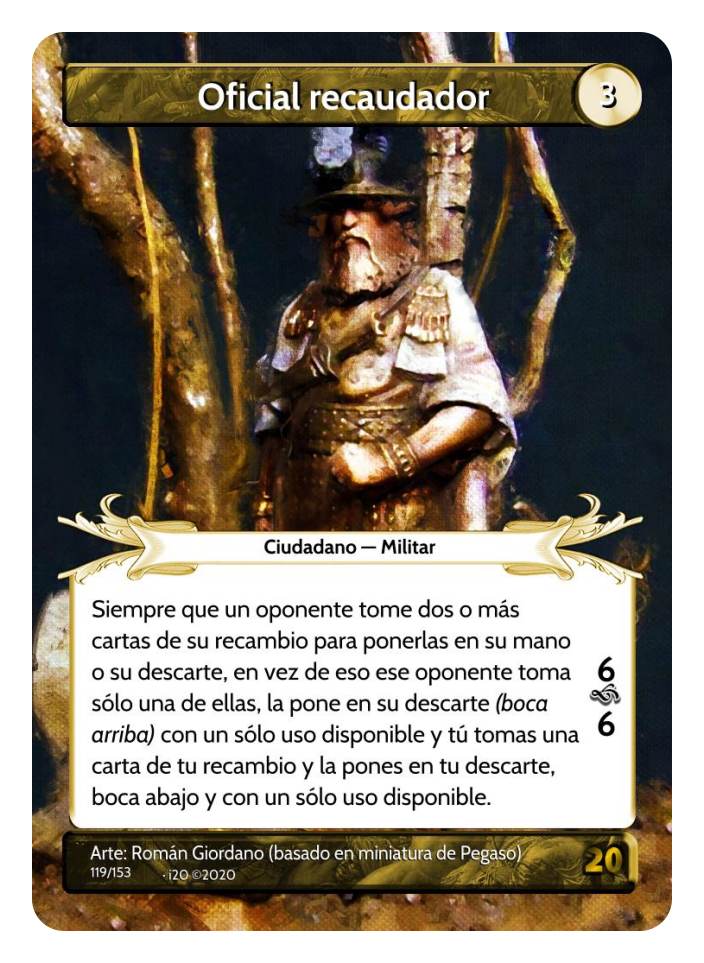 Oficial recaudador
3
Ciudadano — Militar
Siempre que un oponente tome dos o más
cartas de su recambio para ponerlas en su mano
o su descarte, en vez de eso ese oponente toma
sólo una de ellas, la pone en su descarte (boca
arriba) con un sólo uso disponible y tú tomas una
carta de tu recambio y la pones en tu descarte,
boca abajo y con un sólo uso disponible.
6
6
Arte: Román Giordano (basado en miniatura de Pegaso)
119/153 · i20 ©2020
20